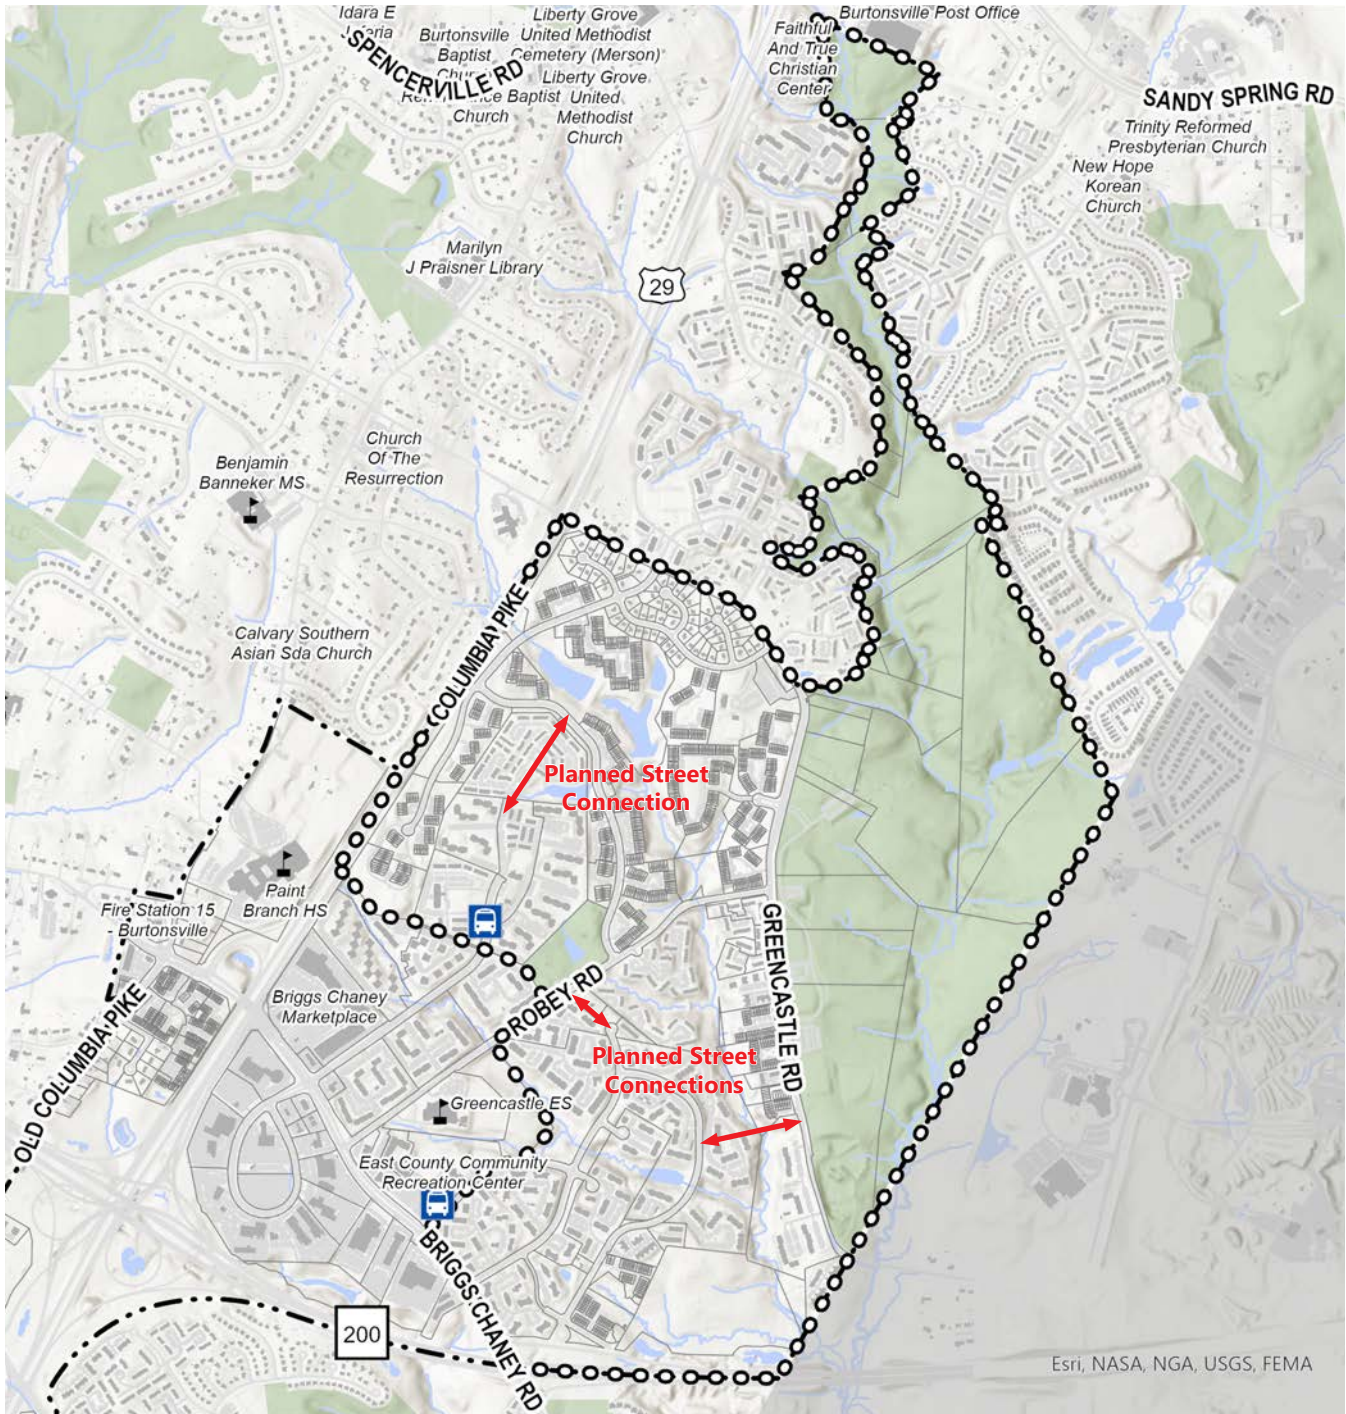 Idara E
Jaferia
SPENCERVILLE RD
Burtonsville
Baptist
Church
Liberty Grove
United Methodist
Cemetery (Merson)
Liberty Grove
United
Methodist
Church
Baptist
Church
Faithful
And True
Christian
Center
Burtonsville Post Office
SANDY SPRING RD
Trinity Reformed
Presbyterian Church
New Hope
Korean
Church
Marilyn
J Praisner Library
29
Church
Of The
Resurrection
Benjamin
Banneker MS
Calvary Southern
Asian Sda Church
COLUMBIA PIKE
Planned Street
Connection
Paint
Branch HS
Fire Station 15
- Burtonsville
Briggs Chaney
Marketplace
OLD COLUMBIA PIKE
ROBEY RD
GREENCASTLE RD
Planned Street
Connections
Greencastle ES
East County Community
Recreation Center
BRIGGS CHANEY RD
200
Esri, NASA, NGA, USGS, FEMA